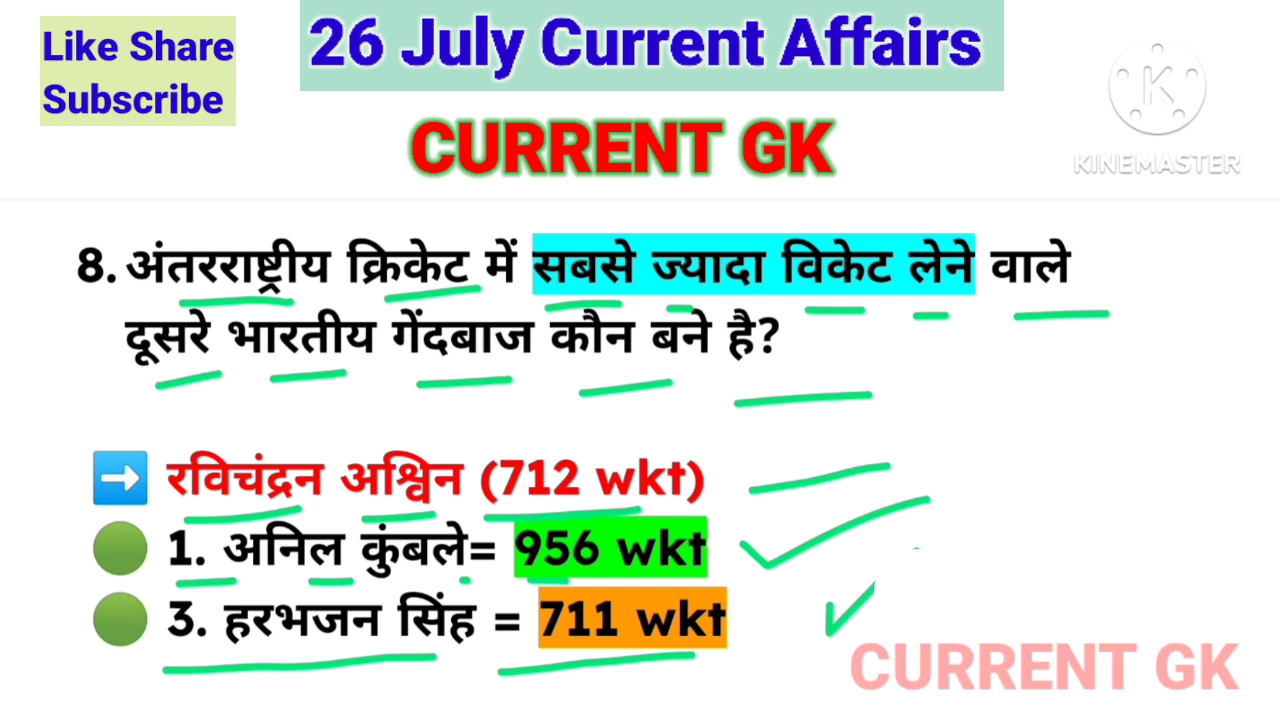 Like Share
Subscribe
26 July Current Affairs
CURRENT GK
KINEMASTER
8. अंतरराष्ट्रीय क्रिकेट में सबसे ज्यादा विकेट लेने वाले
दूसरे भारतीय गेंदबाज कौन बने है?
रविचंद्रन अश्विन (712 wkt)
1. अनिल कुंबले= 956 wkt
3. हरभजन सिंह = 711 wkt
CURRENT GK